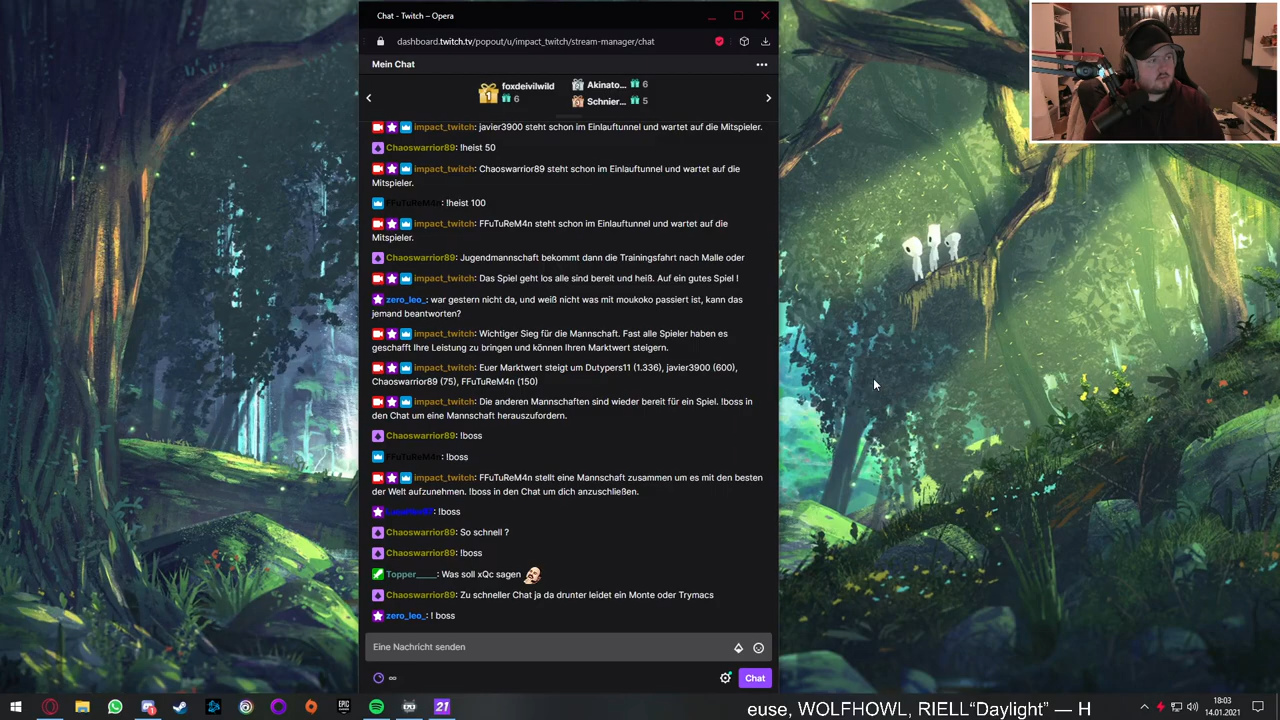 Chat - Twitch – Opera
NEW YORK
dashboard.twitch.tv/popout/u/impact_twitch/stream-manager/chat
Mein Chat
1 foxdeivilwild 6
2 Akinato... 6
3 Schnier... 5
impact_twitch: javier3900 steht schon im Einlauftunnel und wartet auf die Mitspieler.
Chaoswarrior89: !heist 50
impact_twitch: Chaoswarrior89 steht schon im Einlauftunnel und wartet auf die
Mitspieler.
FFuTuReM4n: !heist 100
impact_twitch: FFuTuReM4n steht schon im Einlauftunnel und wartet auf die
Mitspieler.
Chaoswarrior89: Jugendmannschaft bekommt dann die Trainingsfahrt nach Malle oder
impact_twitch: Das Spiel geht los alle sind bereit und heiß. Auf ein gutes Spiel !
zero_leo_: war gestern nicht da, und weiß nicht was mit moukoko passiert ist, kann das
jemand beantworten?
impact_twitch: Wichtiger Sieg für die Mannschaft. Fast alle Spieler haben es
geschafft Ihre Leistung zu bringen und können Ihren Marktwert steigern.
impact_twitch: Euer Marktwert steigt um Dutypers11 (1.336), javier3900 (600),
Chaoswarrior89 (75), FFuTuReM4n (150)
impact_twitch: Die anderen Mannschaften sind wieder bereit für ein Spiel. !boss in
den Chat um eine Mannschaft herauszufordern.
Chaoswarrior89: !boss
FFuTuReM4n: !boss
impact_twitch: FFuTuReM4n stellt eine Mannschaft zusammen um es mit den besten
der Welt aufzunehmen. !boss in den Chat um dich anzuschließen.
: !boss
Chaoswarrior89: So schnell ?
Chaoswarrior89: !boss
Topper_____: Was soll xQc sagen
Chaoswarrior89: Zu schneller Chat ja da drunter leidet ein Monte oder Trymacs
zero_leo_: ! boss
Eine Nachricht senden
Chat
EPIC
21
euse, WOLFHOWL, RIELL“Daylight” — H
18:03
14.01.2021